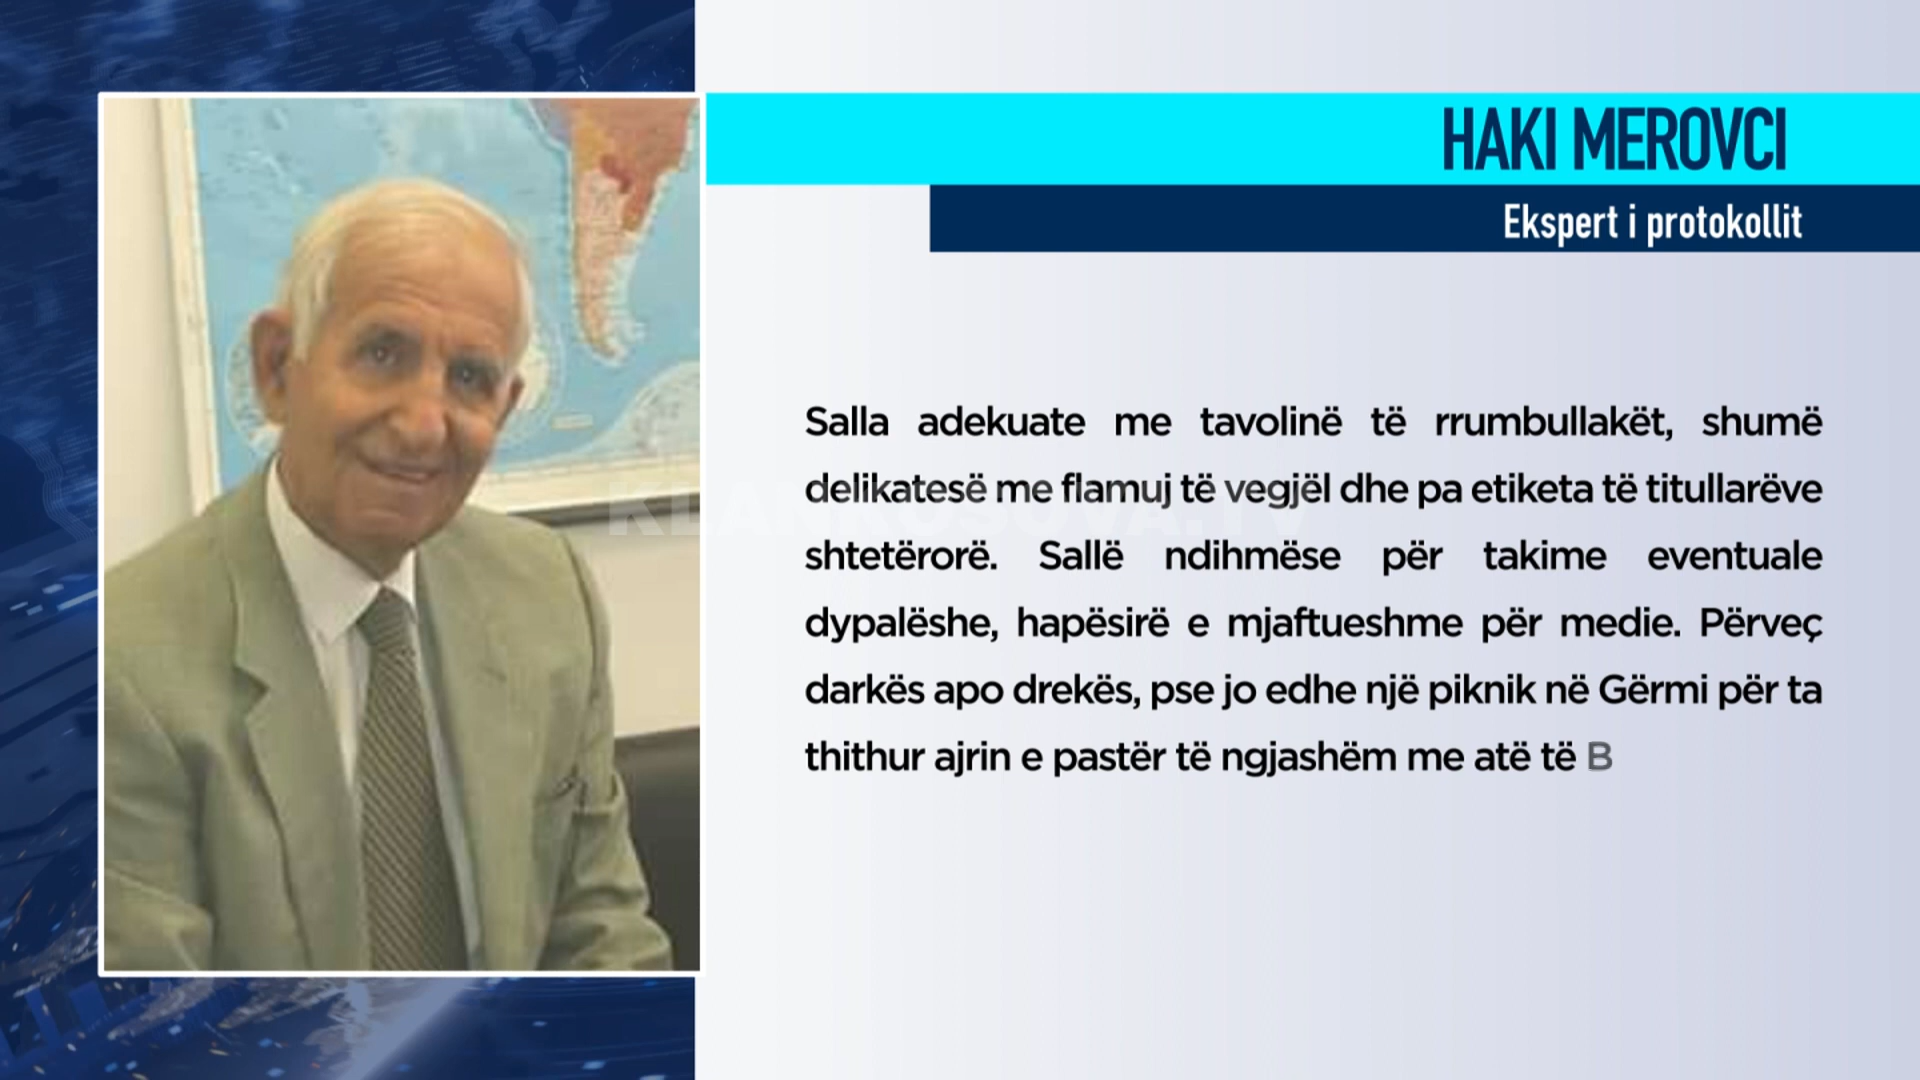 HAKI MEROVCI
Ekspert i protokollit
Salla adekuate me tavolinë të rrumbullakët, shumë
delikatesë me flamuj të vegjël dhe pa etiketa të titullarëve
shtetërorë. Sallë ndihmëse për takime eventuale
dypalëshe, hapësirë e mjaftueshme për medie. Përveç
darkës apo drekës, pse jo edhe një piknik në Gërmi për ta
thithur ajrin e pastër të ngjashëm me atë të B
KLANKOSOVA.TV